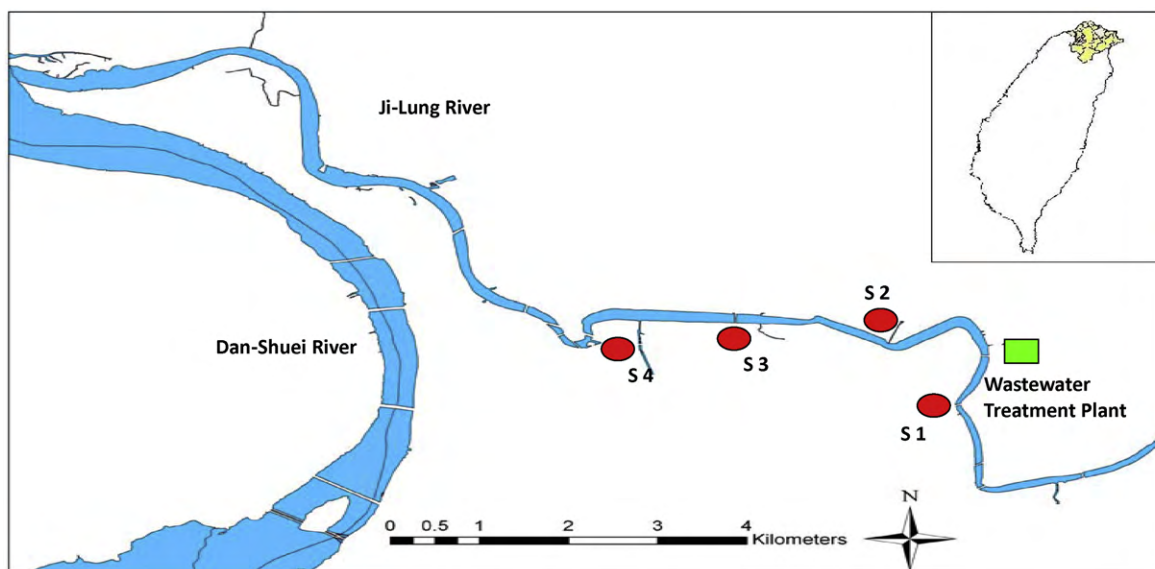 Ji-Lung River
S 2
Dan-Shuei River
S 4
S 3
Wastewater
Treatment Plant
S 1
N
0 0.5 1 2 3 4
Kilometers